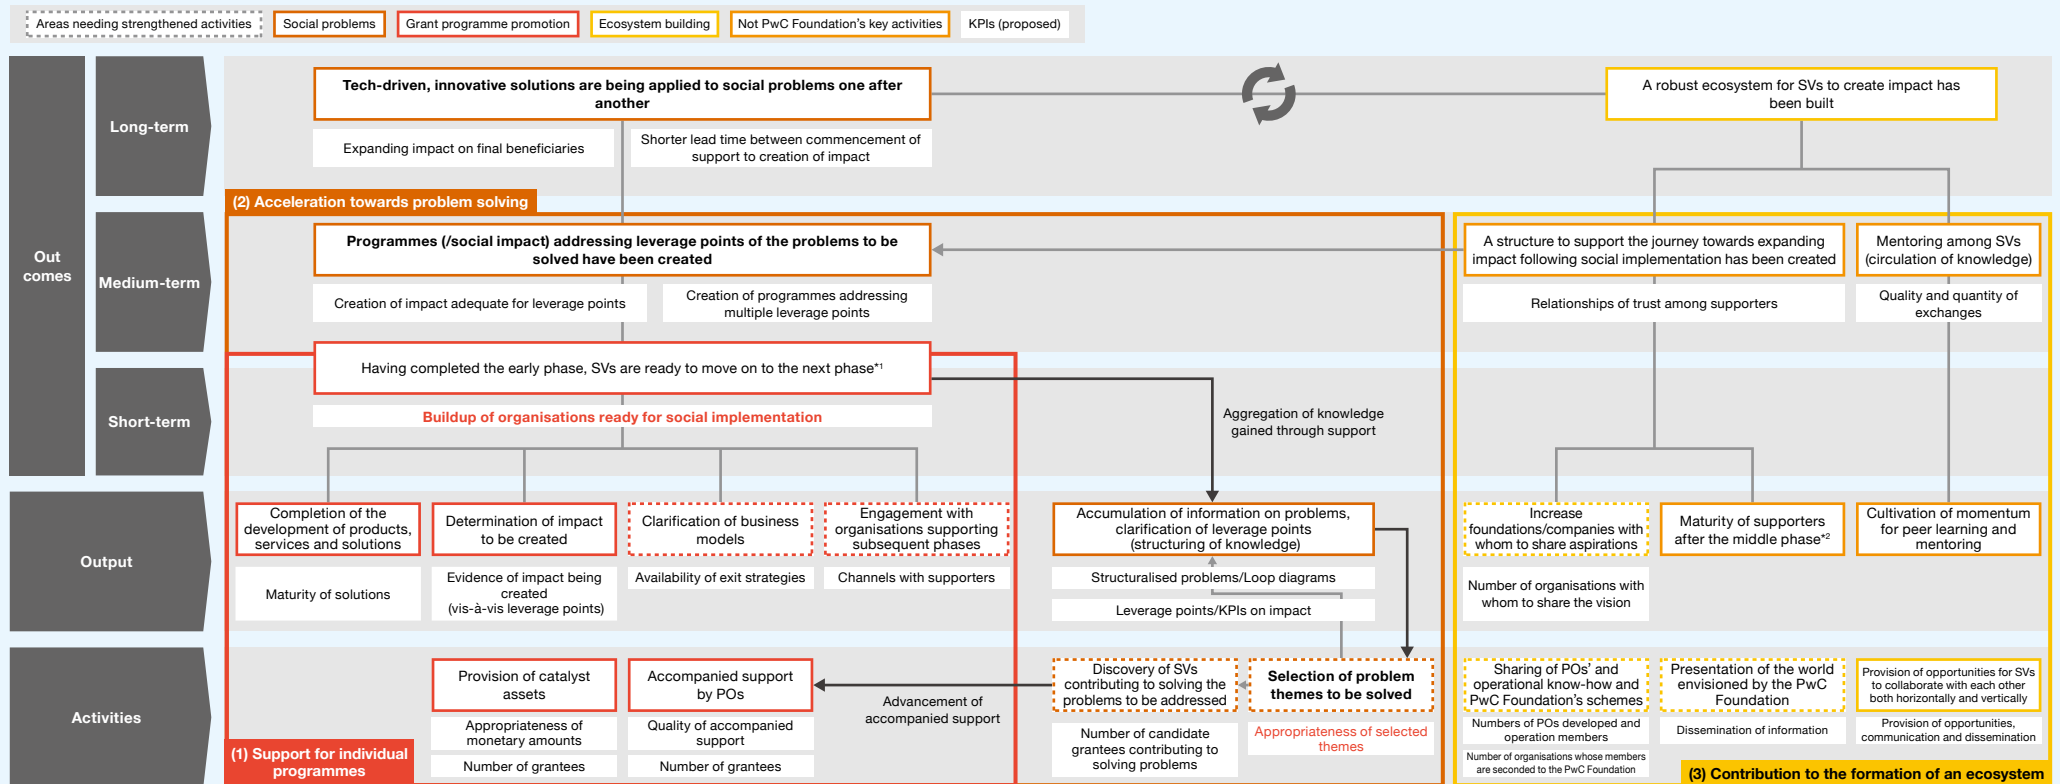 Areas needing strengthened activities
Social problems
Grant programme promotion
Ecosystem building
Not PwC Foundation's key activities
KPIs (proposed)
Out
comes
Long-term
Tech-driven, innovative solutions are being applied to social problems one after
another
A robust ecosystem for SVs to create impact has
been built
Expanding impact on final beneficiaries
Shorter lead time between commencement of
support to creation of impact
(2) Acceleration towards problem solving
Medium-term
Programmes (/social impact) addressing leverage points of the problems to be
solved have been created
A structure to support the journey towards expanding
impact following social implementation has been created
Mentoring among SVs
(circulation of knowledge)
Creation of impact adequate for leverage points
Creation of programmes addressing
multiple leverage points
Relationships of trust among supporters
Quality and quantity of
exchanges
Having completed the early phase, SVs are ready to move on to the next phase*1
Short-term
Buildup of organisations ready for social implementation
Aggregation of knowledge
gained through support
Output
Completion of the
development of products,
services and solutions
Determination of impact
to be created
Clarification of business
models
Engagement with
organisations supporting
subsequent phases
Accumulation of information on problems,
clarification of leverage points
(structuring of knowledge)
Increase
foundations/companies with
whom to share aspirations
Maturity of supporters
after the middle phase*2
Cultivation of momentum
for peer learning and
mentoring
Maturity of solutions
Evidence of impact being
created
(vis-à-vis leverage points)
Availability of exit strategies
Channels with supporters
Structuralised problems/Loop diagrams
Leverage points/KPIs on impact
Number of organisations with
whom to share the vision
Activities
Provision of catalyst
assets
Accompanied support
by POs
Advancement of
accompanied support
Discovery of SVs
contributing to solving the
problems to be addressed
Selection of problem
themes to be solved
Sharing of POs' and
operational know-how and
PwC Foundation's schemes
Presentation of the world
envisioned by the PwC
Foundation
Provision of opportunities for SVs
to collaborate with each other
both horizontally and vertically
Appropriateness of
monetary amounts
Number of grantees
Quality of accompanied
support
Number of grantees
Number of candidate
grantees contributing to
solving problems
Appropriateness of selected
themes
Numbers of POs developed and
operation members
Number of organisations whose members
are seconded to the PwC Foundation
Dissemination of information
Provision of opportunities,
communication and dissemination
(1) Support for individual
programmes
(3) Contribution to the formation of an ecosystem